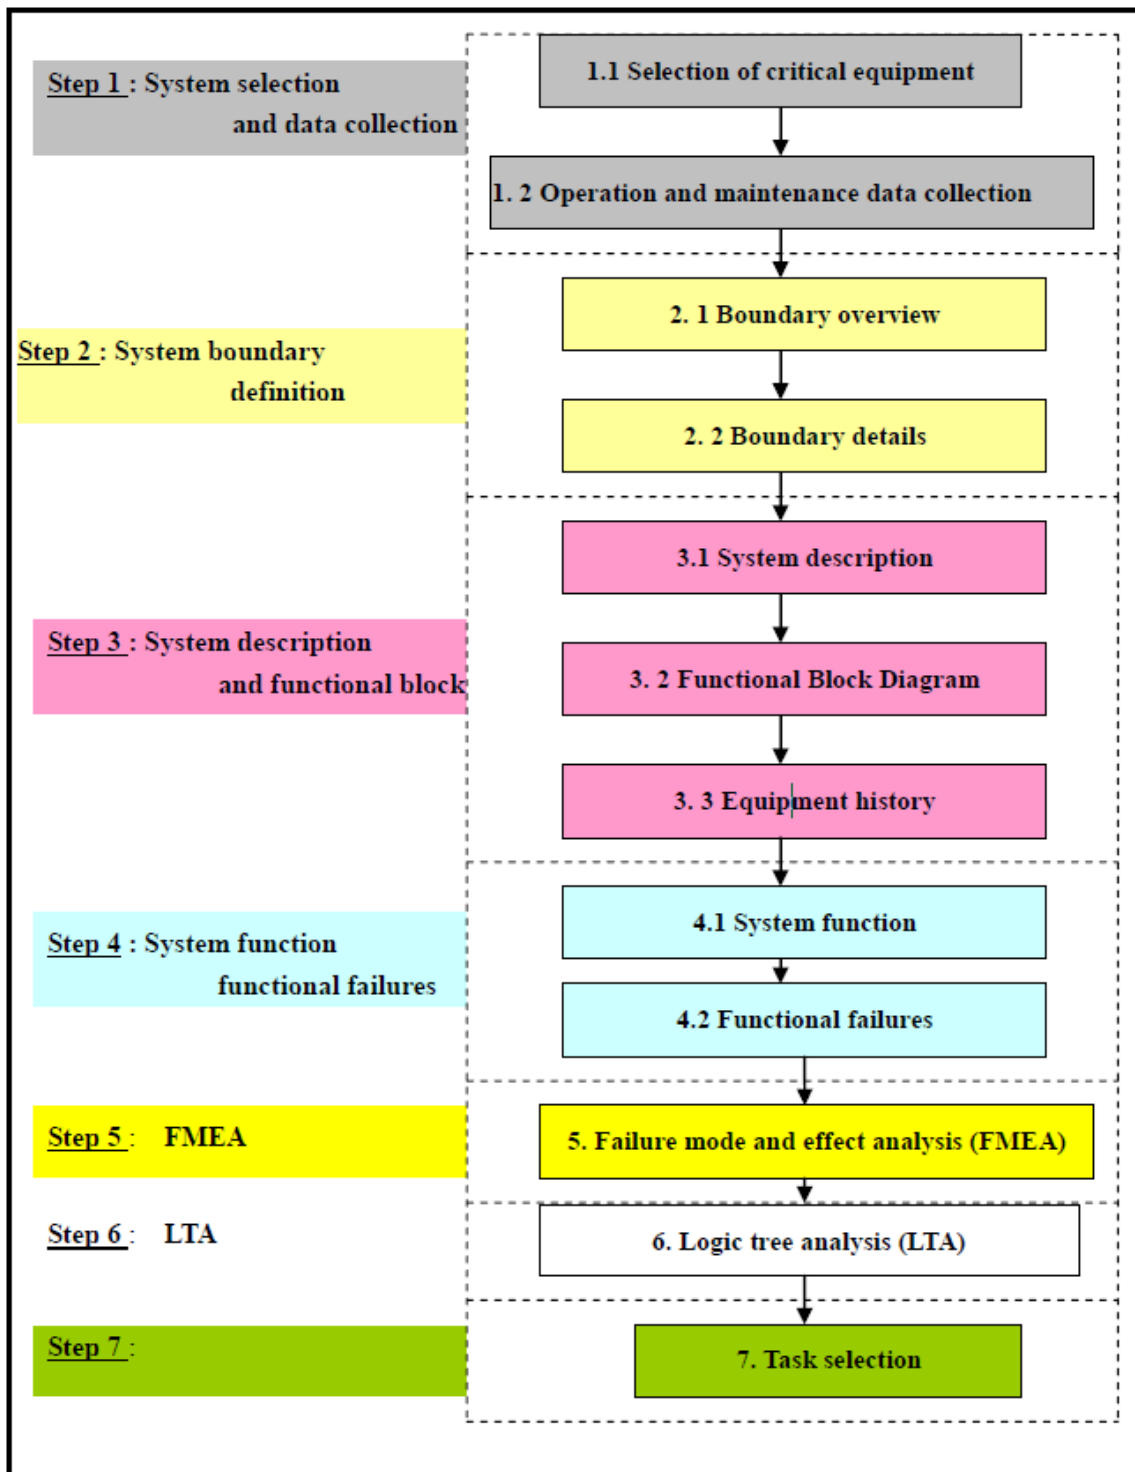 Step 1 : System selection
and data collection
1.1 Selection of critical equipment
1. 2 Operation and maintenance data collection
Step 2 : System boundary
definition
2. 1 Boundary overview
2. 2 Boundary details
Step 3 : System description
and functional block
3.1 System description
3. 2 Functional Block Diagram
3. 3 Equipment history
Step 4 : System function
functional failures
4.1 System function
4.2 Functional failures
Step 5 : FMEA
5. Failure mode and effect analysis (FMEA)
Step 6 : LTA
6. Logic tree analysis (LTA)
Step 7 :
7. Task selection